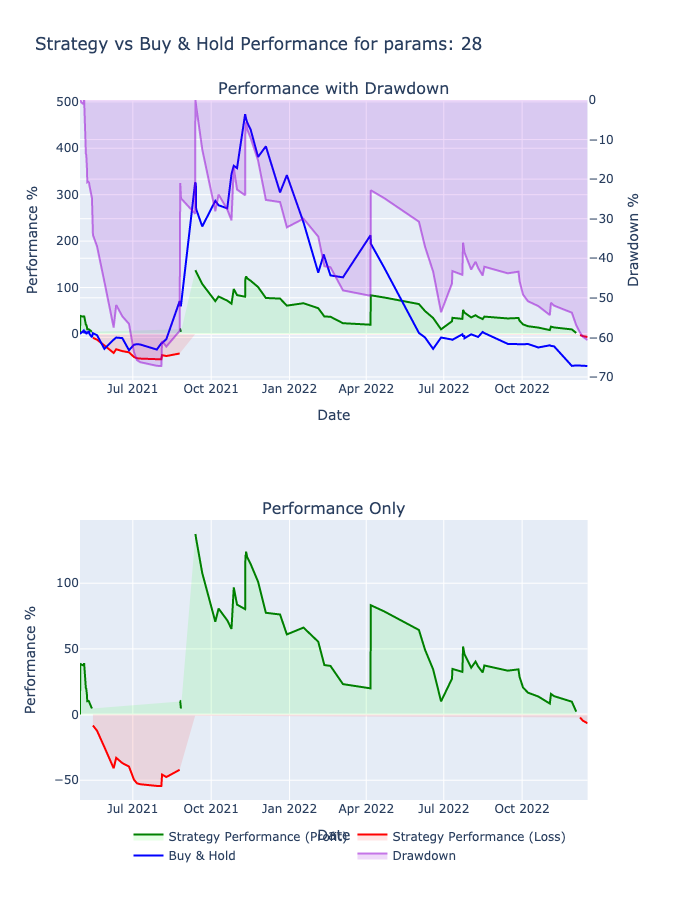 Strategy vs Buy & Hold Performance for params: 28
Performance with Drawdown
500
400
300
200
100
0
0
−10
−20
−30
−40
−50
−60
−70
Performance %
Drawdown %
Jul 2021 Oct 2021 Jan 2022 Apr 2022 Jul 2022 Oct 2022
Date
Performance Only
100
50
0
−50
Performance %
Jul 2021 Oct 2021 Jan 2022 Apr 2022 Jul 2022 Oct 2022
Date
Strategy Performance (Profit) Strategy Performance (Loss)
Buy & Hold Drawdown